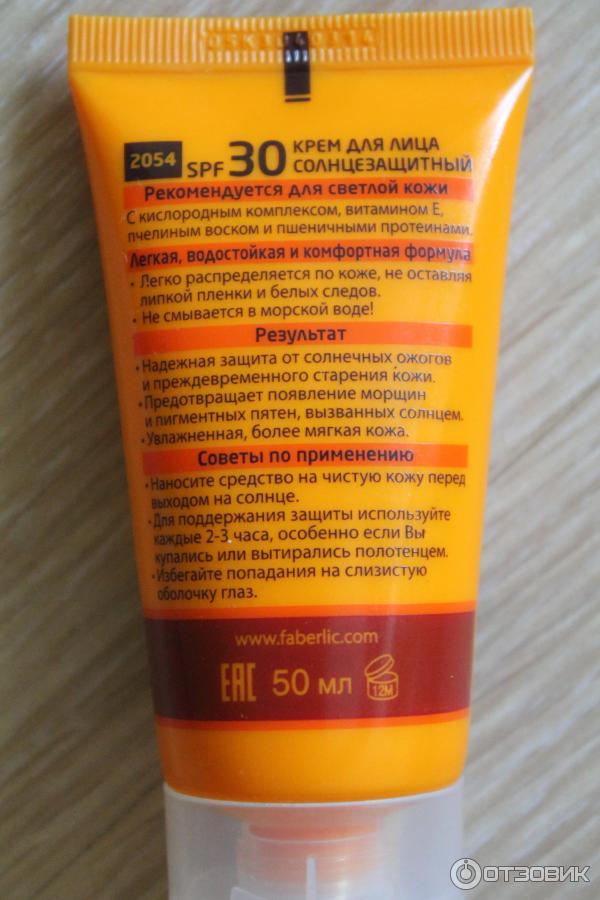 2054 SPF 30 КРЕМ ДЛЯ ЛИЦА
СОЛНЦЕЗАЩИТНЫЙ
Рекомендуется для светлой кожи
С кислородным комплексом, витамином Е,
пчелиным воском и пшеничными протеинами.
Легкая, водостойкая и комфортная формула
• Легко распределяется по коже, не оставляя
липкой пленки и белых следов.
• Не смывается в морской воде!
Результат
• Надежная защита от солнечных ожогов
и преждевременного старения кожи.
• Предотвращает появление морщин
и пигментных пятен, вызванных солнцем.
• Увлажненная, более мягкая кожа.
Советы по применению
• Наносите средство на чистую кожу перед
выходом на солнце.
• Для поддержания защиты используйте
каждые 2-3 часа, особенно если Вы
купались или вытирались полотенцем.
• Избегайте попадания на слизистую
оболочку глаз.
www.faberlic.com
EAC 50 мл 12М
ОТЗОВИК